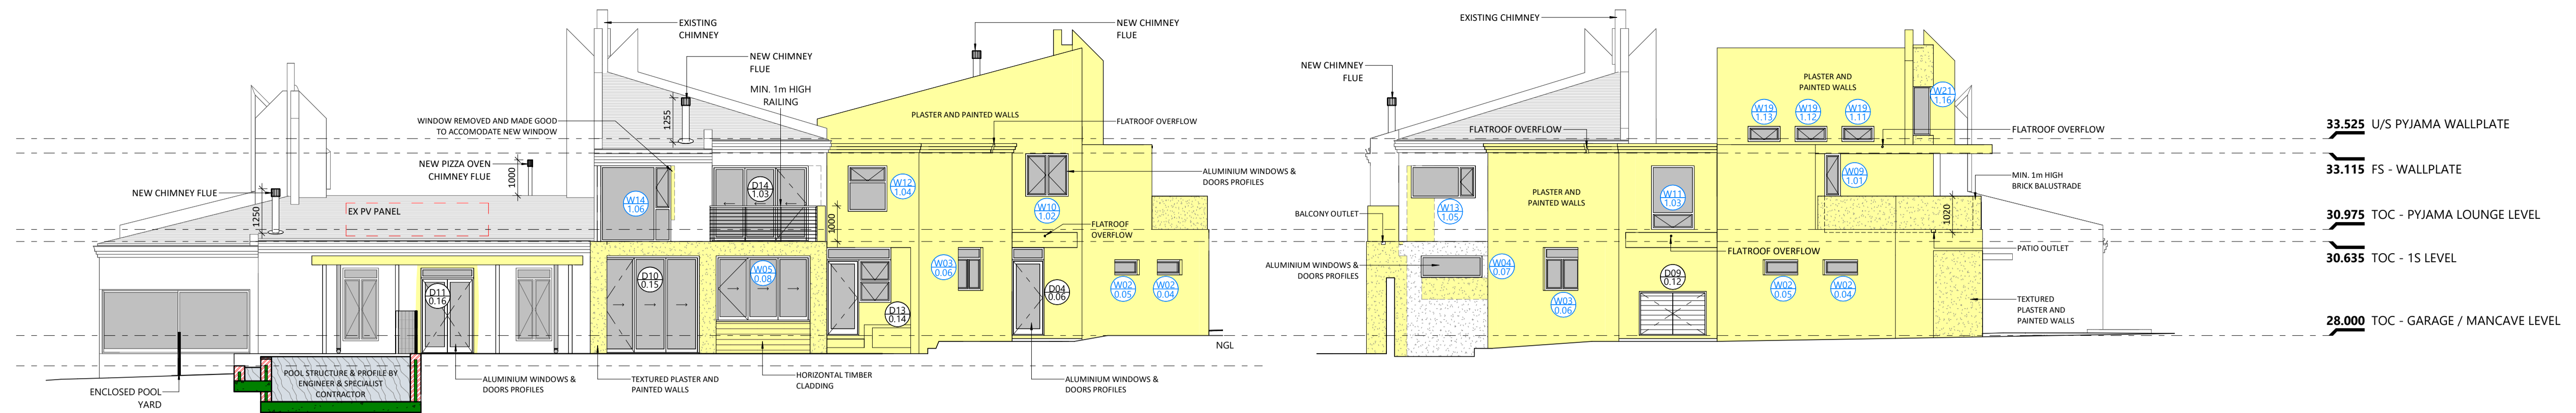 EXISTING
CHIMNEY
NEW CHIMNEY
FLUE
NEW CHIMNEY
FLUE
1255
MIN. 1m HIGH
RAILING
WINDOW REMOVED AND MADE GOOD
TO ACCOMODATE NEW WINDOW
PLASTER AND PAINTED WALLS
FLATROOF OVERFLOW
NEW PIZZA OVEN
CHIMNEY FLUE
1000
NEW CHIMNEY FLUE
1250
EX PV PANEL
W14
1.06
D14
1.03
1000
W12
1.04
W10
1.02
ALUMINIUM WINDOWS &
DOORS PROFILES
FLATROOF
OVERFLOW
D11
0.16
D10
0.15
W05
0.08
D13
0.14
W03
0.06
D04
0.06
W02
0.05
W02
0.04
NGL
ENCLOSED POOL
YARD
POOL STRUCTURE & PROFILE BY
ENGINEER & SPECIALIST
CONTRACTOR
ALUMINIUM WINDOWS &
DOORS PROFILES
TEXTURED PLASTER AND
PAINTED WALLS
HORIZONTAL TIMBER
CLADDING
ALUMINIUM WINDOWS &
DOORS PROFILES
EXISTING CHIMNEY
NEW CHIMNEY
FLUE
FLATROOF OVERFLOW
PLASTER AND
PAINTED WALLS
W19
1.13
W19
1.12
W19
1.11
W21
1.16
FLATROOF OVERFLOW
W13
1.05
PLASTER AND
PAINTED WALLS
W11
1.03
W09
1.01
MIN. 1m HIGH
BRICK BALUSTRADE
1020
BALCONY OUTLET
PATIO OUTLET
FLATROOF OVERFLOW
ALUMINIUM WINDOWS &
DOORS PROFILES
W04
0.07
W03
0.06
D09
0.12
W02
0.05
W02
0.04
TEXTURED
PLASTER AND
PAINTED WALLS
33.525 U/S PYJAMA WALLPLATE
33.115 FS - WALLPLATE
30.975 TOC - PYJAMA LOUNGE LEVEL
30.635 TOC - 1S LEVEL
28.000 TOC - GARAGE / MANCAVE LEVEL